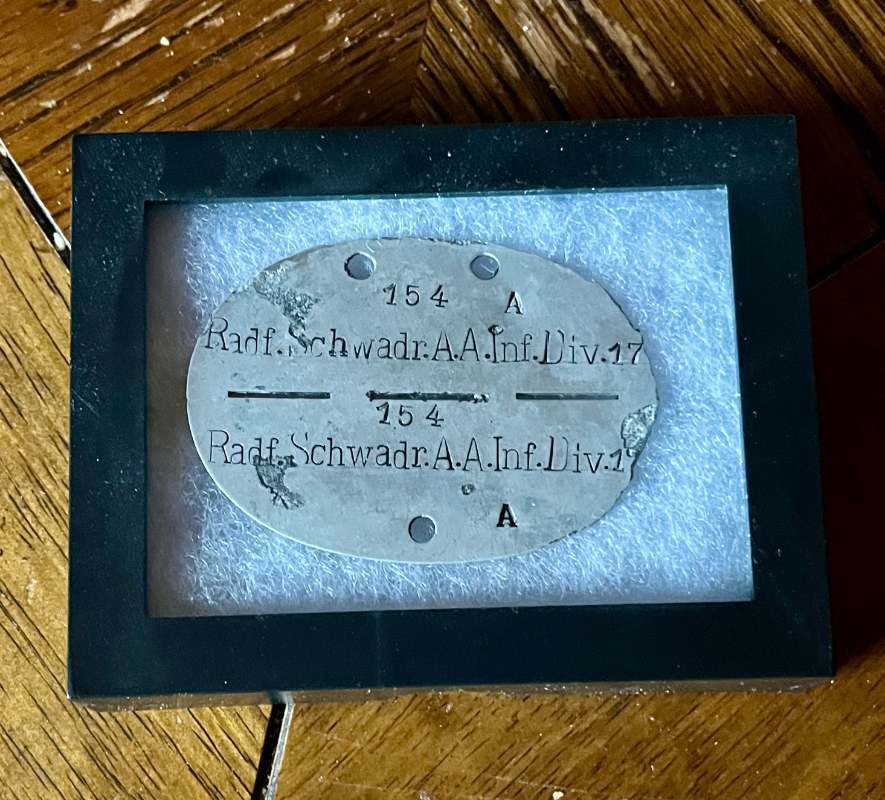 154 A
Radf. Schwadr.A.A.Inf.Div.17
154
Radf. Schwadr.A.A.Inf.Div.1
A